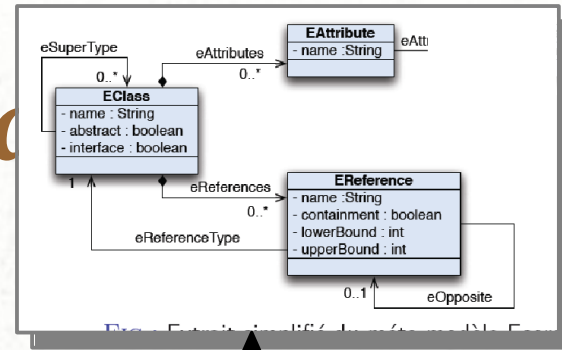 EAttribute
- name :String
eSuperType
eAttributes
0..*
0..*
EClass
- name : String
- abstract : boolean
- interface : boolean
1
eReferences
0..*
EReference
- name :String
- containment : boolean
- lowerBound : int
- upperBound : int
eReferenceType
0..1
eOpposite